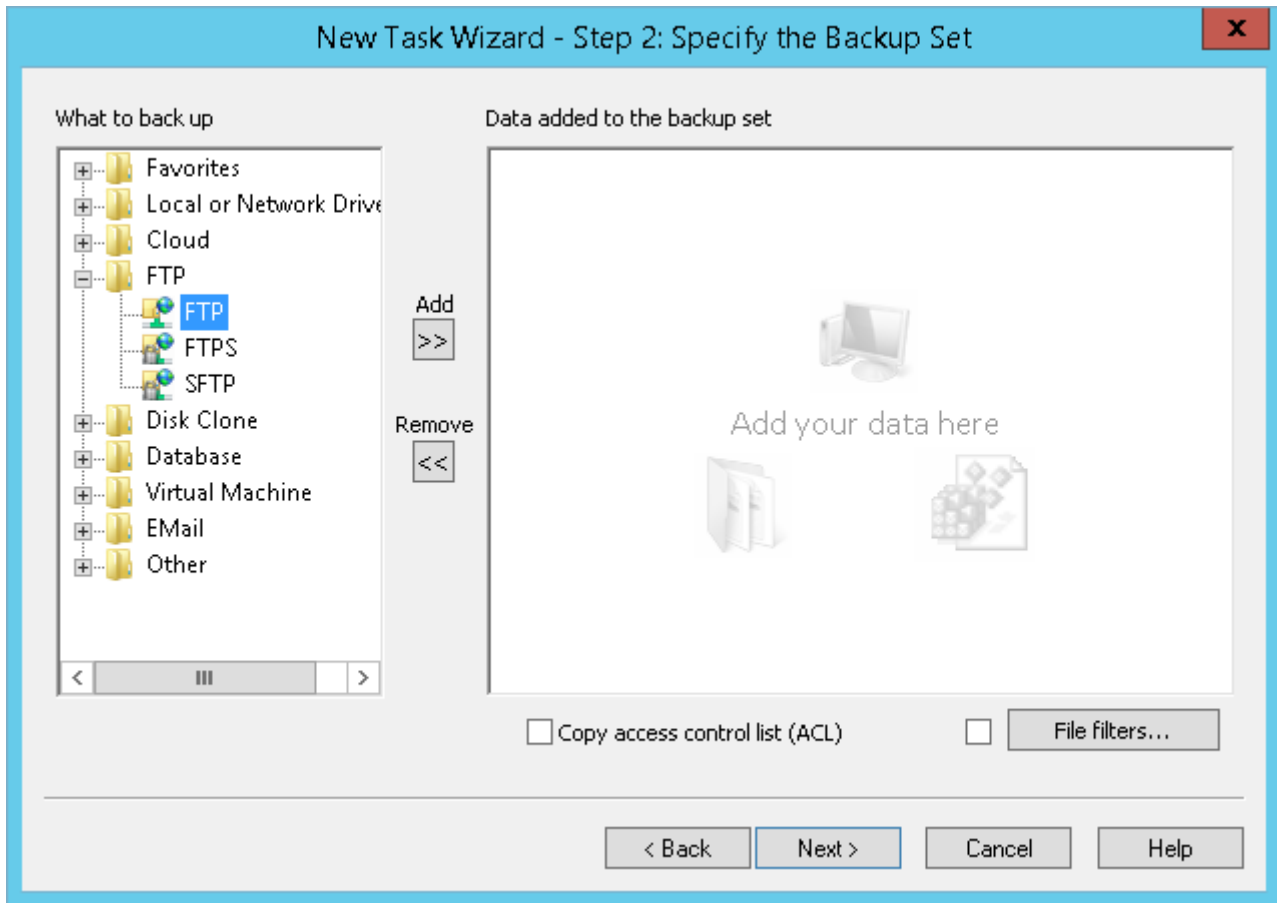 New Task Wizard - Step 2: Specify the Backup Set
x
What to back up
Data added to the backup set
Favorites
Local or Network Drive
Cloud
FTP
FTP
FTPS
SFTP
Disk Clone
Database
Virtual Machine
EMail
Other
Add
>>
Remove
<<
Add your data here
Copy access control list (ACL)
File filters...
< Back
Next >
Cancel
Help